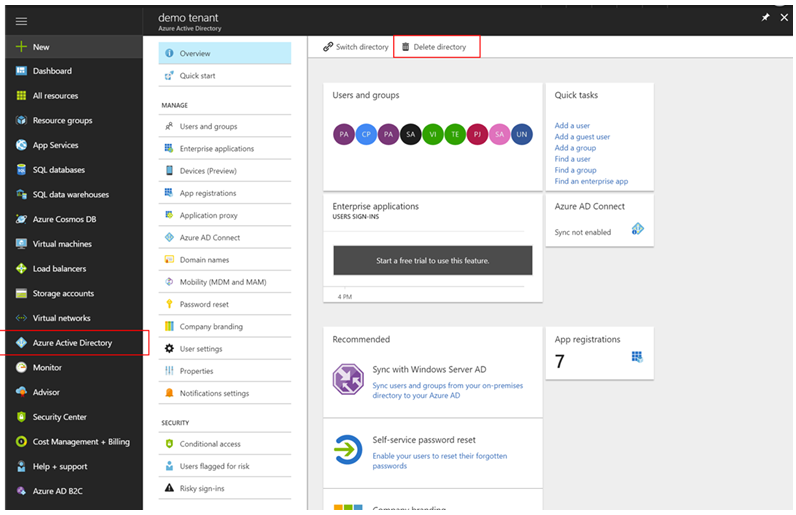 demo tenant
Azure Active Directory
New
Dashboard
All resources
Resource groups
App Services
SQL databases
SQL data warehouses
Azure Cosmos DB
Virtual machines
Load balancers
Storage accounts
Virtual networks
Azure Active Directory
Monitor
Advisor
Security Center
Cost Management + Billing
Help + support
Azure AD B2C
Overview
Quick start
MANAGE
Users and groups
Enterprise applications
Devices (Preview)
App registrations
Application proxy
Azure AD Connect
Domain names
Mobility (MDM and MAM)
Password reset
Company branding
User settings
Properties
Notifications settings
SECURITY
Conditional access
Users flagged for risk
Risky sign-ins
Switch directory
Delete directory
Users and groups
PA CP PA SA VI TE PJ SA UN
Quick tasks
Add a user
Add a guest user
Add a group
Find a user
Find a group
Find an enterprise app
Enterprise applications
USERS SIGN-INS
Start a free trial to use this feature.
4 PM
Azure AD Connect
Sync not enabled
Recommended
Sync with Windows Server AD
Sync users and groups from your on-premises
directory to your Azure AD
Self-service password reset
Enable your users to reset their forgotten
passwords
Company branding
App registrations
7